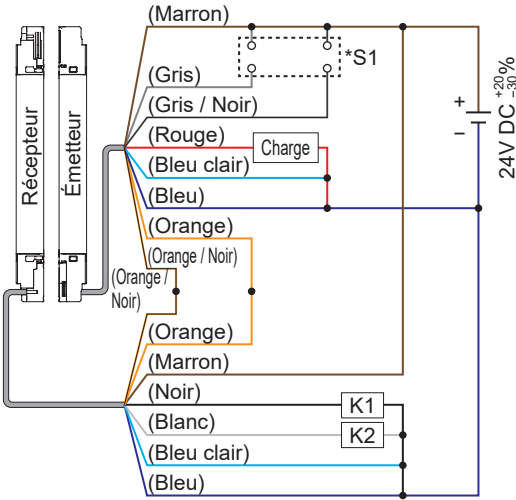 (Marron)
*S1
(Gris)
(Gris / Noir)
(Rouge)
Charge
(Bleu clair)
(Bleu)
(Orange)
(Orange / Noir)
(Orange /
Noir)
(Orange)
(Marron)
(Noir)
K1
(Blanc)
K2
(Bleu clair)
(Bleu)
Récepteur
Émetteur
+
−
24V DC +20 −30 %